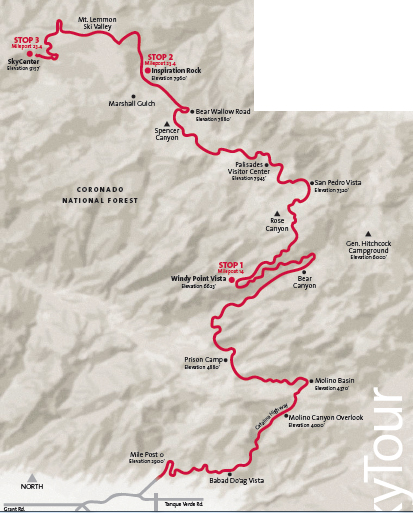 Mt. Lemmon
Ski Valley
STOP 3
Milepost 25.4
SkyCenter
Elevation 9157'
STOP 2
Milepost 23.4
Inspiration Rock
Elevation 7960'
Marshall Gulch
Bear Wallow Road
Elevation 7880'
Spencer
Canyon
Palisades
Visitor Center
Elevation 7945'
San Pedro Vista
Elevation 7320'
CORONADO
NATIONAL FOREST
Rose
Canyon
Gen. Hitchcock
Campground
Elevation 6000'
STOP 1
Milepost 14
Windy Point Vista
Elevation 6625'
Bear
Canyon
Prison Camp
Elevation 4880'
Molino Basin
Elevation 4370'
Catalina Highway
Molino Canyon Overlook
Elevation 4000'
Mile Post 0
Elevation 2900'
Babad Do'ag Vista
NORTH
Tanque Verde Rd.
Grant Rd.
kyTour